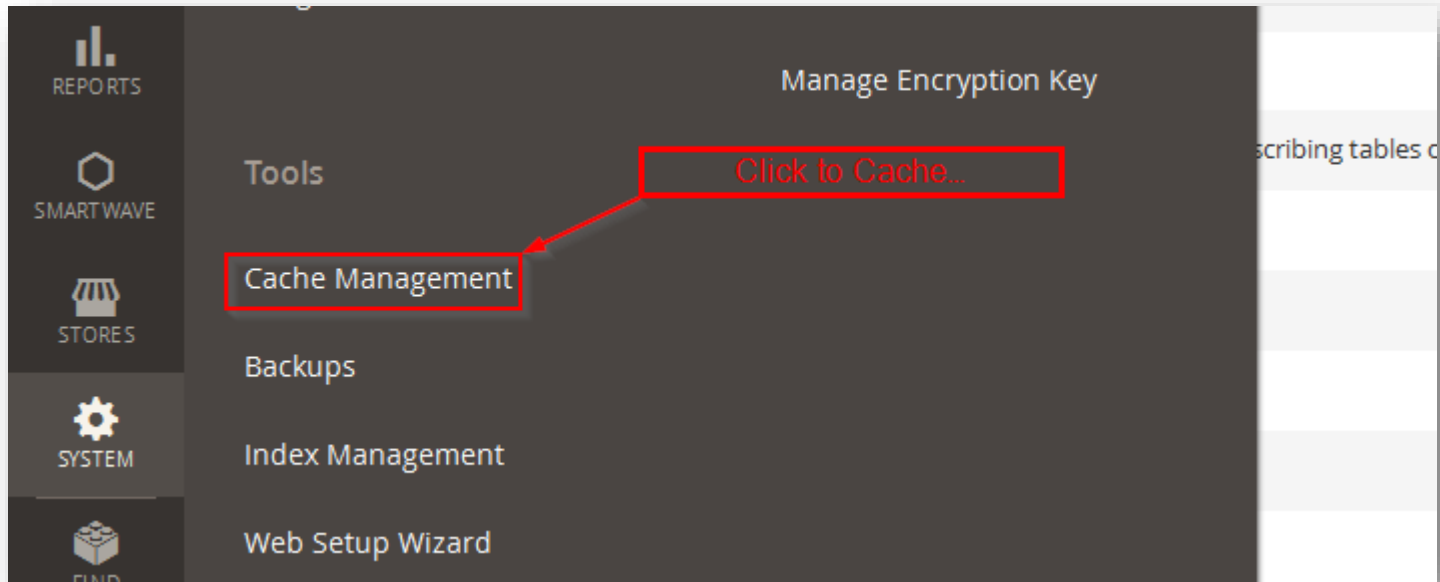 REPORTS
SMARTWAVE
STORES
SYSTEM
FIND
Manage Encryption Key
Tools
Click to Cache...
Cache Management
Backups
Index Management
Web Setup Wizard
scribing tables